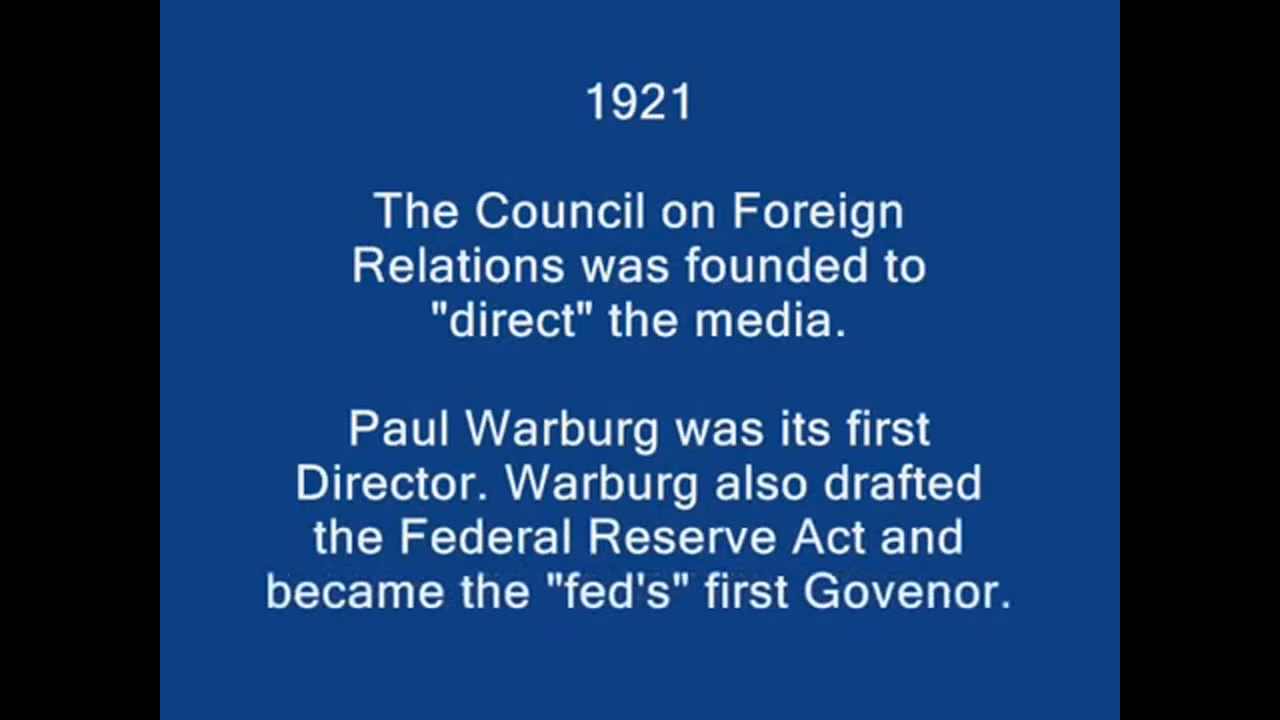 1921
The Council on Foreign
Relations was founded to
"direct" the media.
Paul Warburg was its first
Director. Warburg also drafted
the Federal Reserve Act and
became the "fed's" first Govenor.